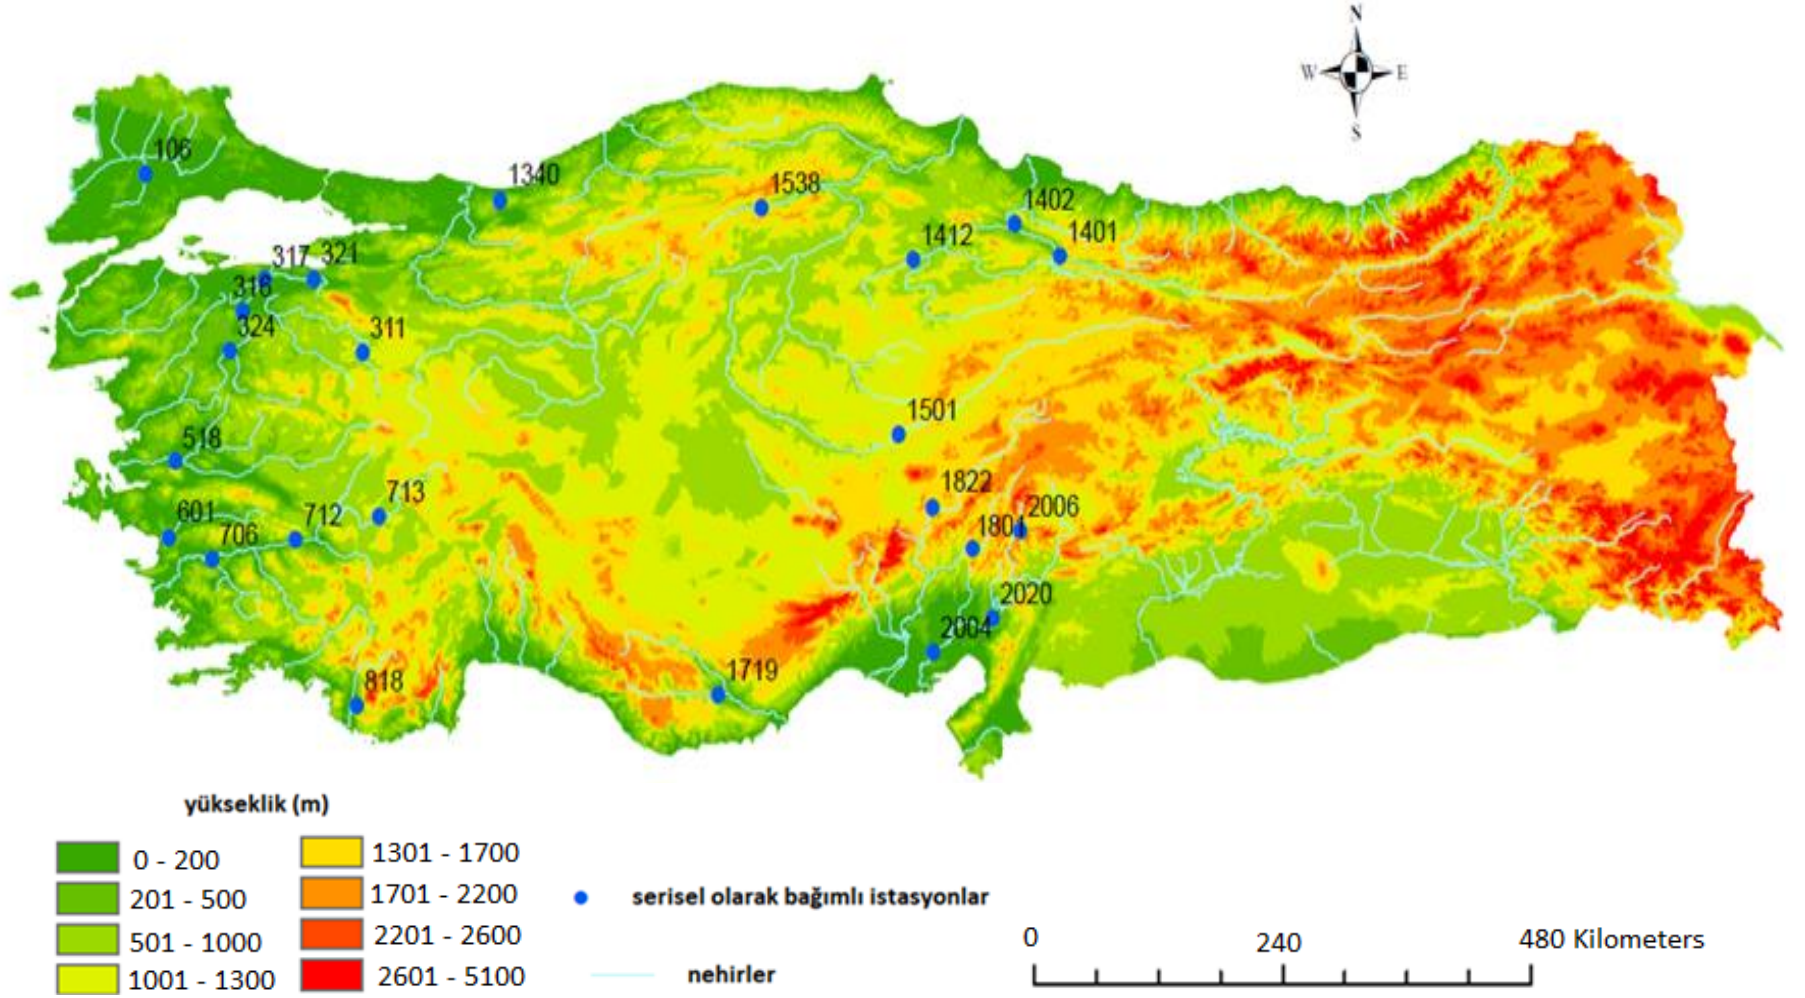 N
W E
S
106
1340
1538
1402
1412
1401
317 321
316
324
311
1501
518
713
1822
601
712
2006
706
1801
2020
2004
1719
818
yükseklik (m)
0 - 200
1301 - 1700
201 - 500
1701 - 2200
501 - 1000
2201 - 2600
1001 - 1300
2601 - 5100
serisel olarak bağımlı istasyonlar
nehirler
0 240 480 Kilometers